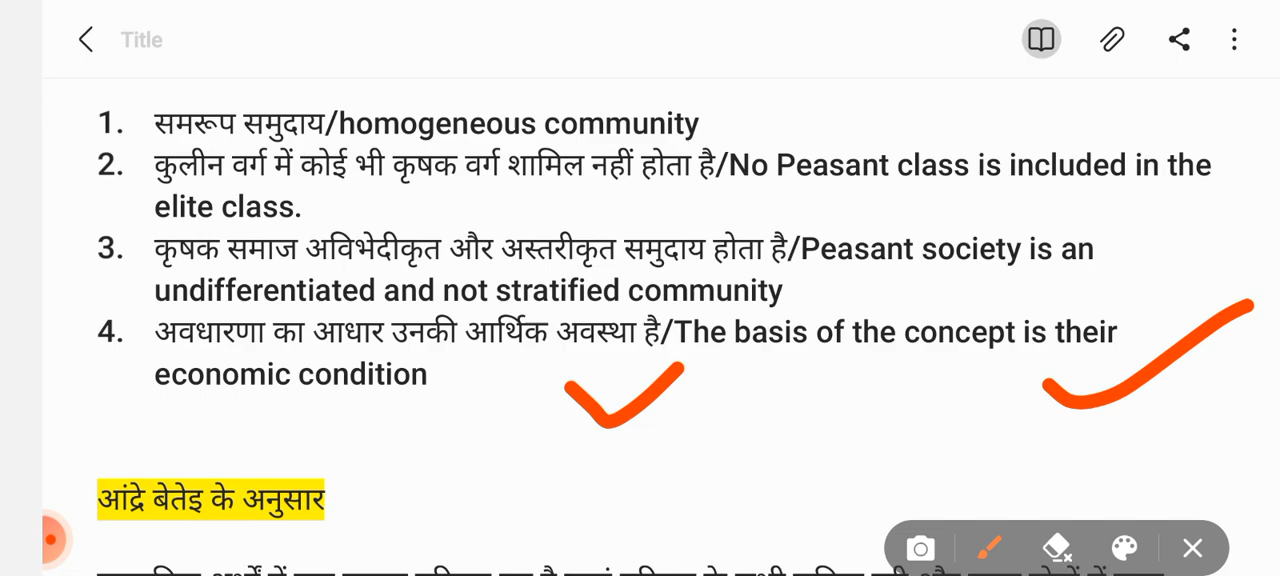 Title
1. समरूप समुदाय/homogeneous community
2. कुलीन वर्ग में कोई भी कृषक वर्ग शामिल नहीं होता है/No Peasant class is included in the
elite class.
3. कृषक समाज अविभेदीकृत और अस्तरीकृत समुदाय होता है/Peasant society is an
undifferentiated and not stratified community
4. अवधारणा का आधार उनकी आर्थिक अवस्था है/The basis of the concept is their
economic condition
आंद्रे बेतेइ के अनुसार